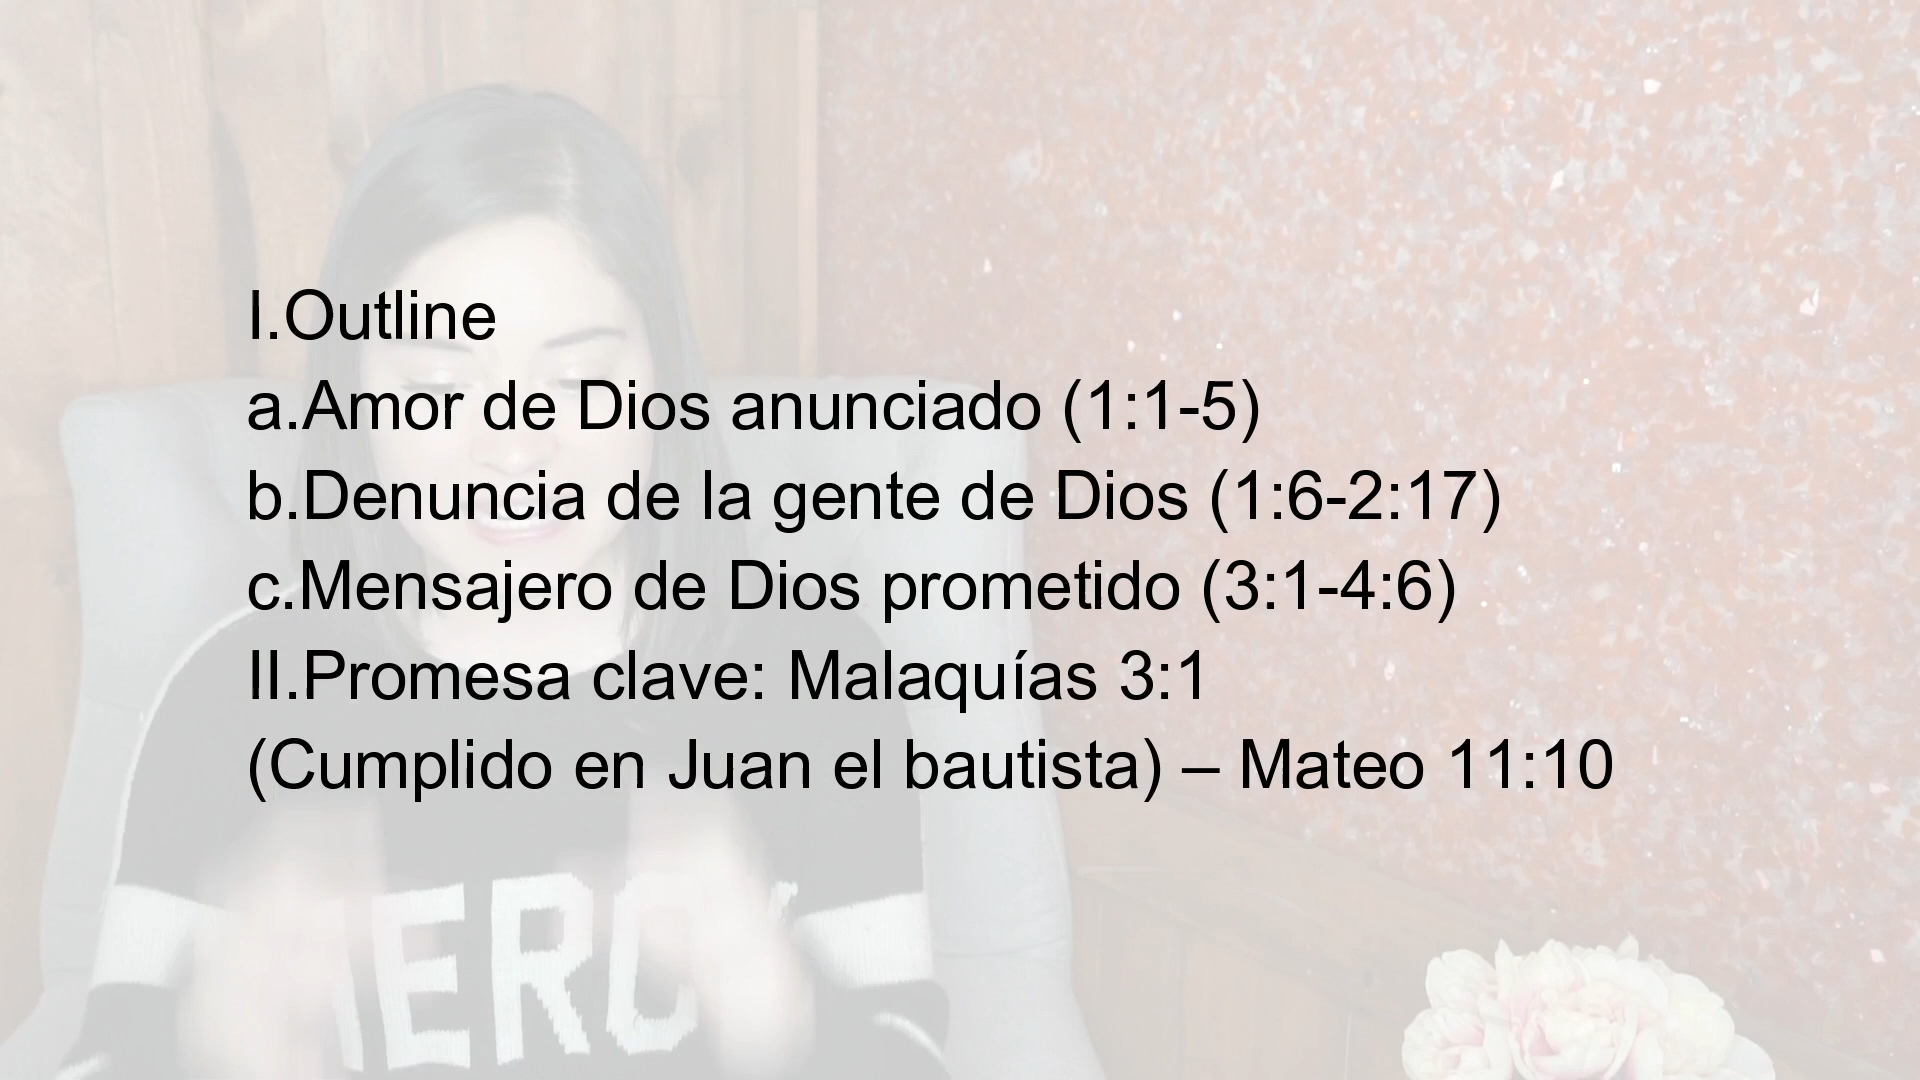 I.Outline
a.Amor de Dios anunciado (1:1-5)
b.Denuncia de la gente de Dios (1:6-2:17)
c.Mensajero de Dios prometido (3:1-4:6)
II.Promesa clave: Malaquías 3:1
(Cumplido en Juan el bautista) – Mateo 11:10